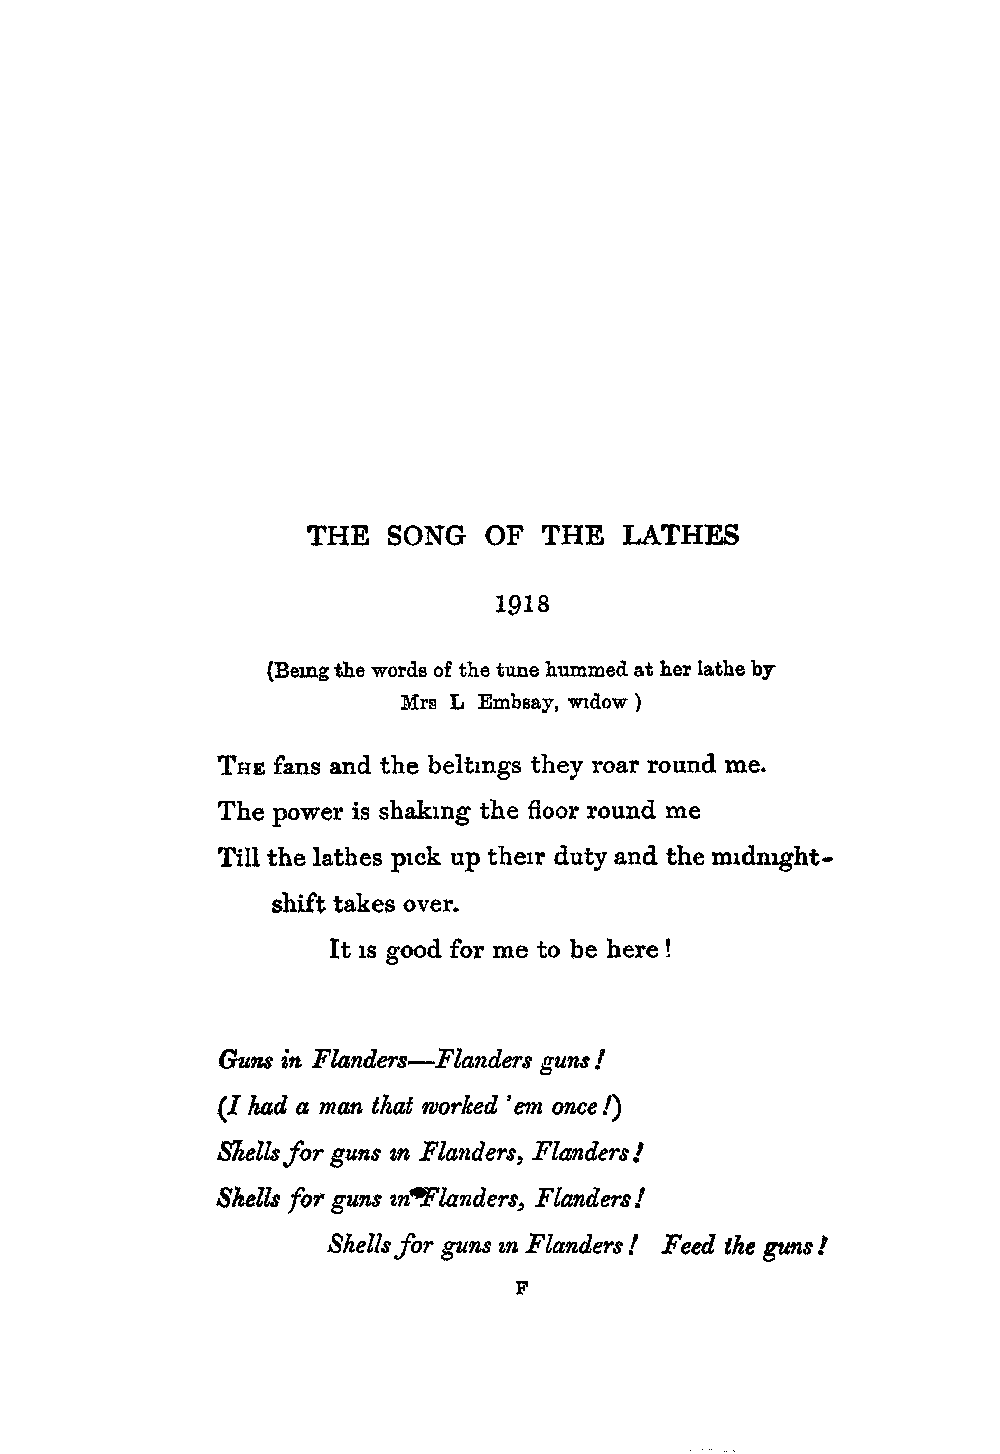 THE SONG OF THE LATHES
1918
(Being the words of the tune hummed at her lathe by
Mrs L Embsay, widow )
THE fans and the beltings they roar round me.
The power is shaking the floor round me
Till the lathes pick up their duty and the midnight-
shift takes over.
It is good for me to be here !
Guns in Flanders—Flanders guns !
(I had a man that worked 'em once !)
Shells for guns in Flanders, Flanders !
Shells for guns in Flanders, Flanders !
Shells for guns in Flanders ! Feed the guns !
F